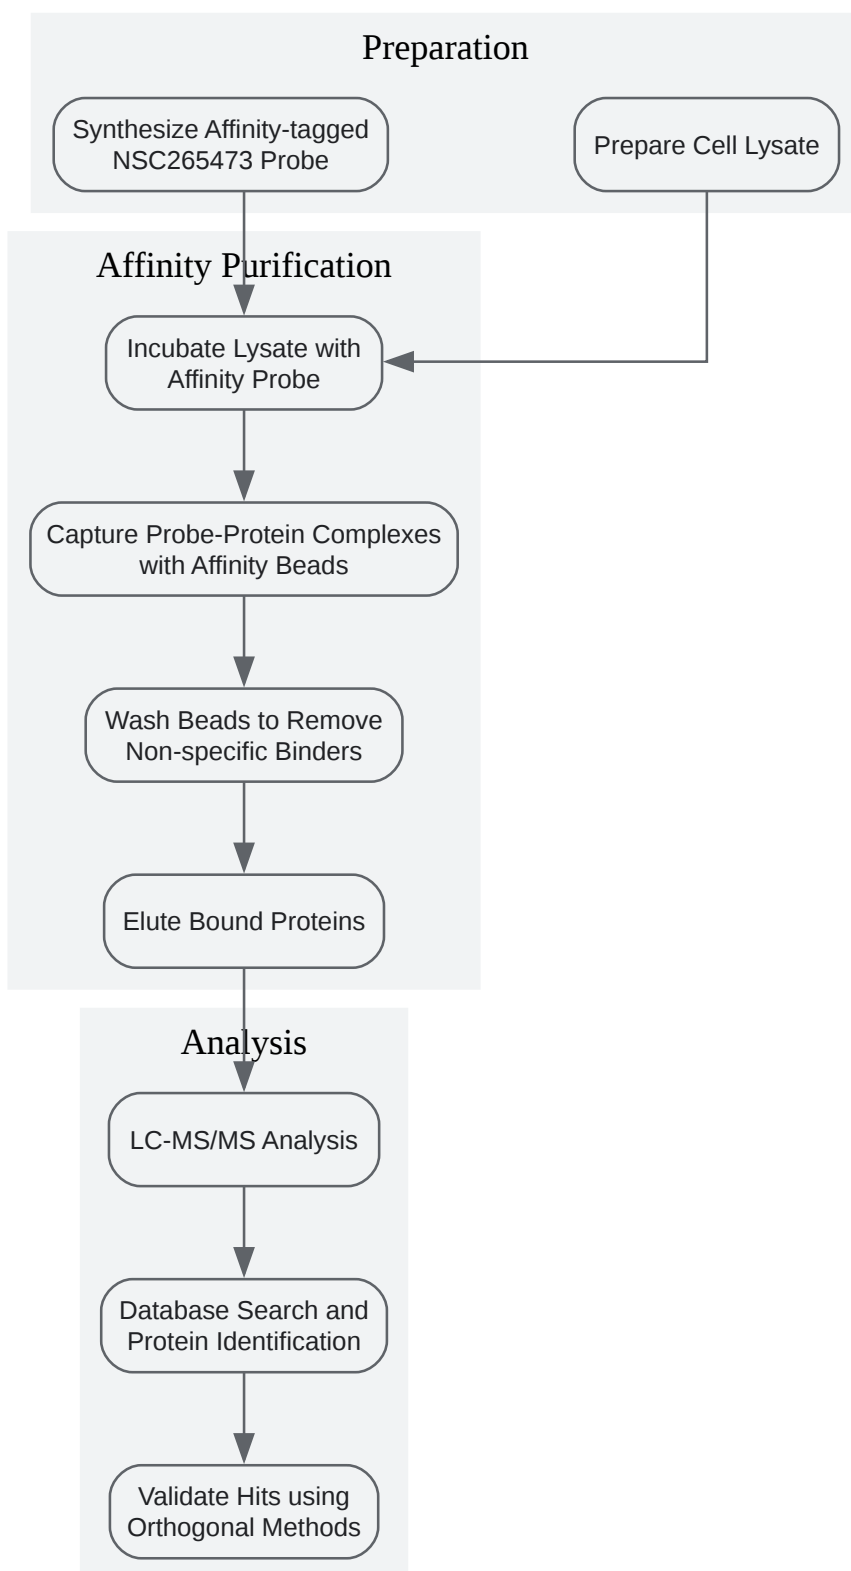 Preparation
Synthesize Affinity-tagged
NSC265473 Probe
Prepare Cell Lysate
Affinity Purification
Incubate Lysate with
Affinity Probe
Capture Probe-Protein Complexes
with Affinity Beads
Wash Beads to Remove
Non-specific Binders
Elute Bound Proteins
Analysis
LC-MS/MS Analysis
Database Search and
Protein Identification
Validate Hits using
Orthogonal Methods